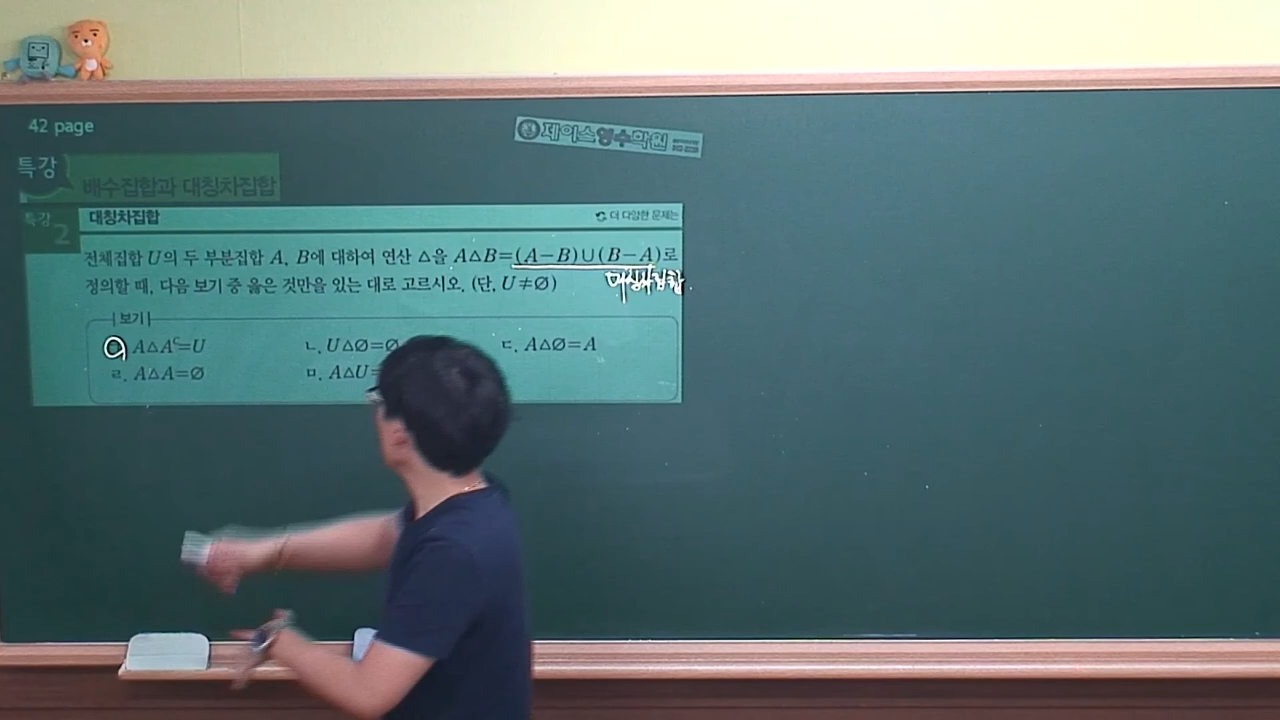 42 page
제이스영수학원
특강
배수집합과 대칭차집합
특강 2
대칭차집합
더 다양한 문제는
전체집합 U의 두 부분집합 A, B에 대하여 연산 △을 A△B=(A−B)∪(B−A)로
대칭차집합
정의할 때, 다음 보기 중 옳은 것만을 있는 대로 고르시오. (단, U≠∅)
보기
A△Aᶜ=U ㄴ. U△∅=∅ ㄷ. A△∅=A
ㄹ. A△A=∅ ㅁ. A△U=